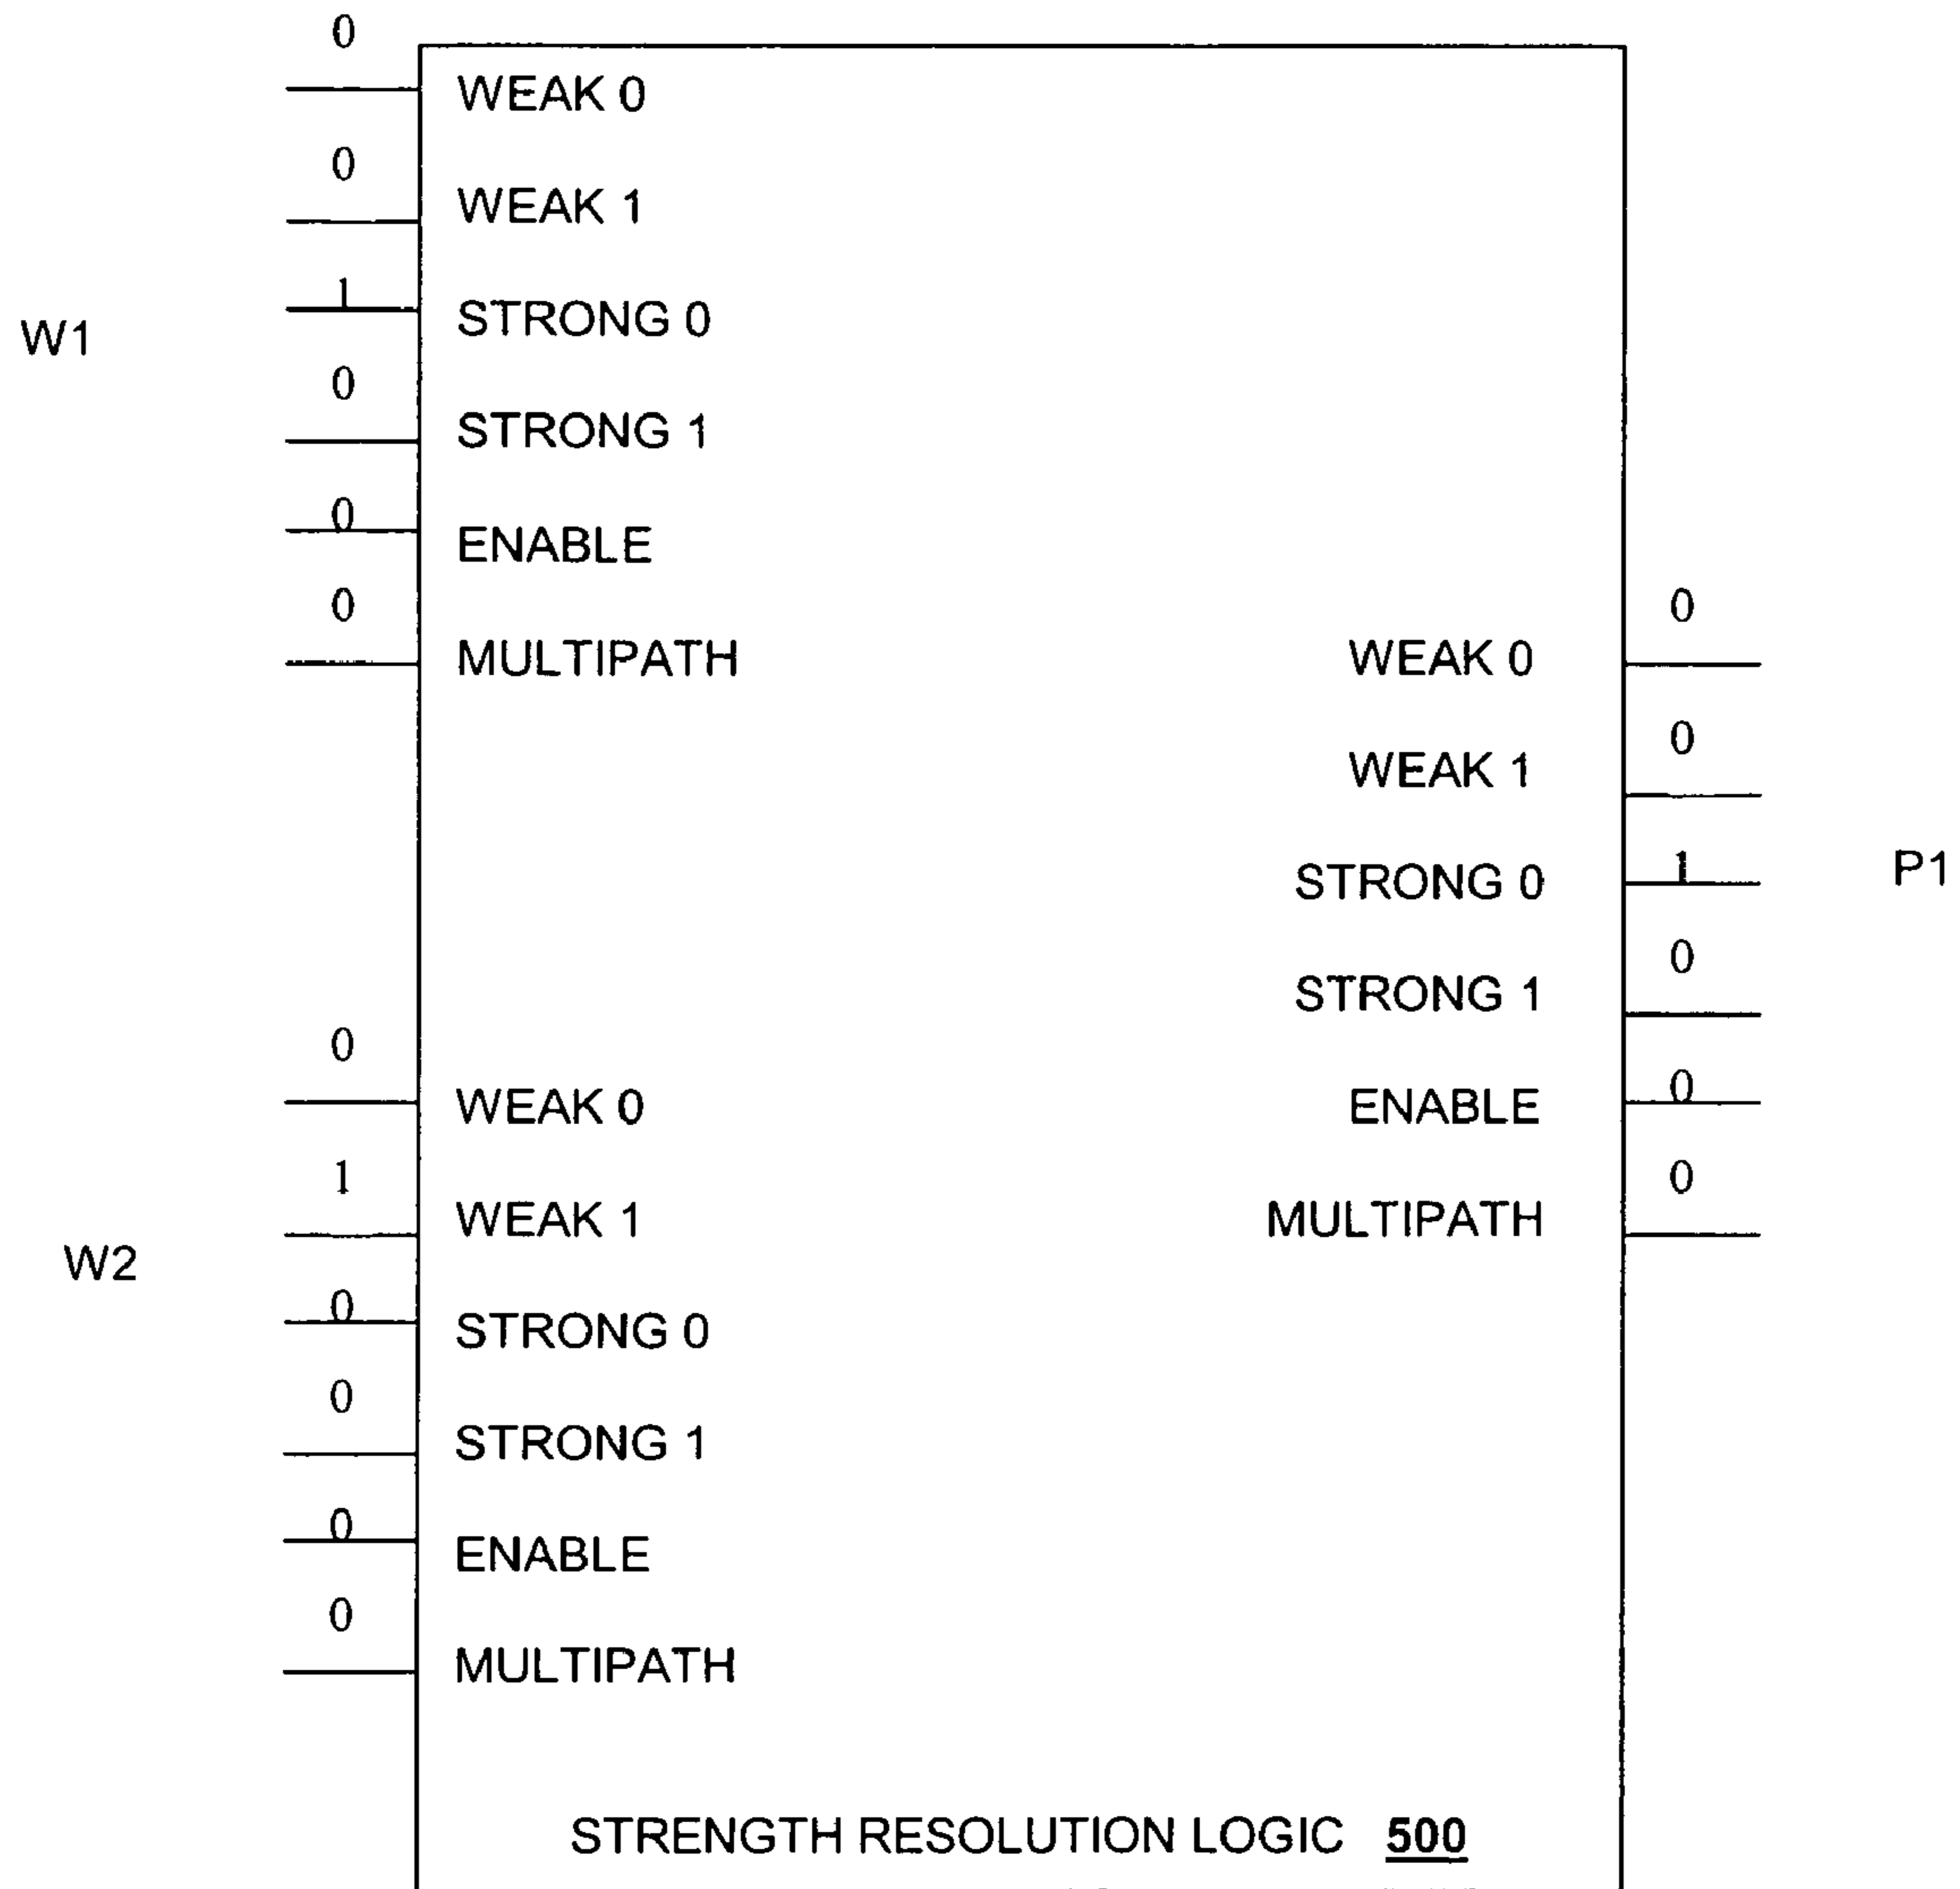 0
WEAK 0
0
WEAK 1
1
STRONG 0
W1
0
STRONG 1
0
ENABLE
0
MULTIPATH
0
WEAK 0
0
WEAK 1
1
STRONG 0
P1
0
STRONG 1
0
ENABLE
0
MULTIPATH
0
WEAK 0
1
WEAK 1
W2
0
STRONG 0
0
STRONG 1
0
ENABLE
0
MULTIPATH
STRENGTH RESOLUTION LOGIC 500